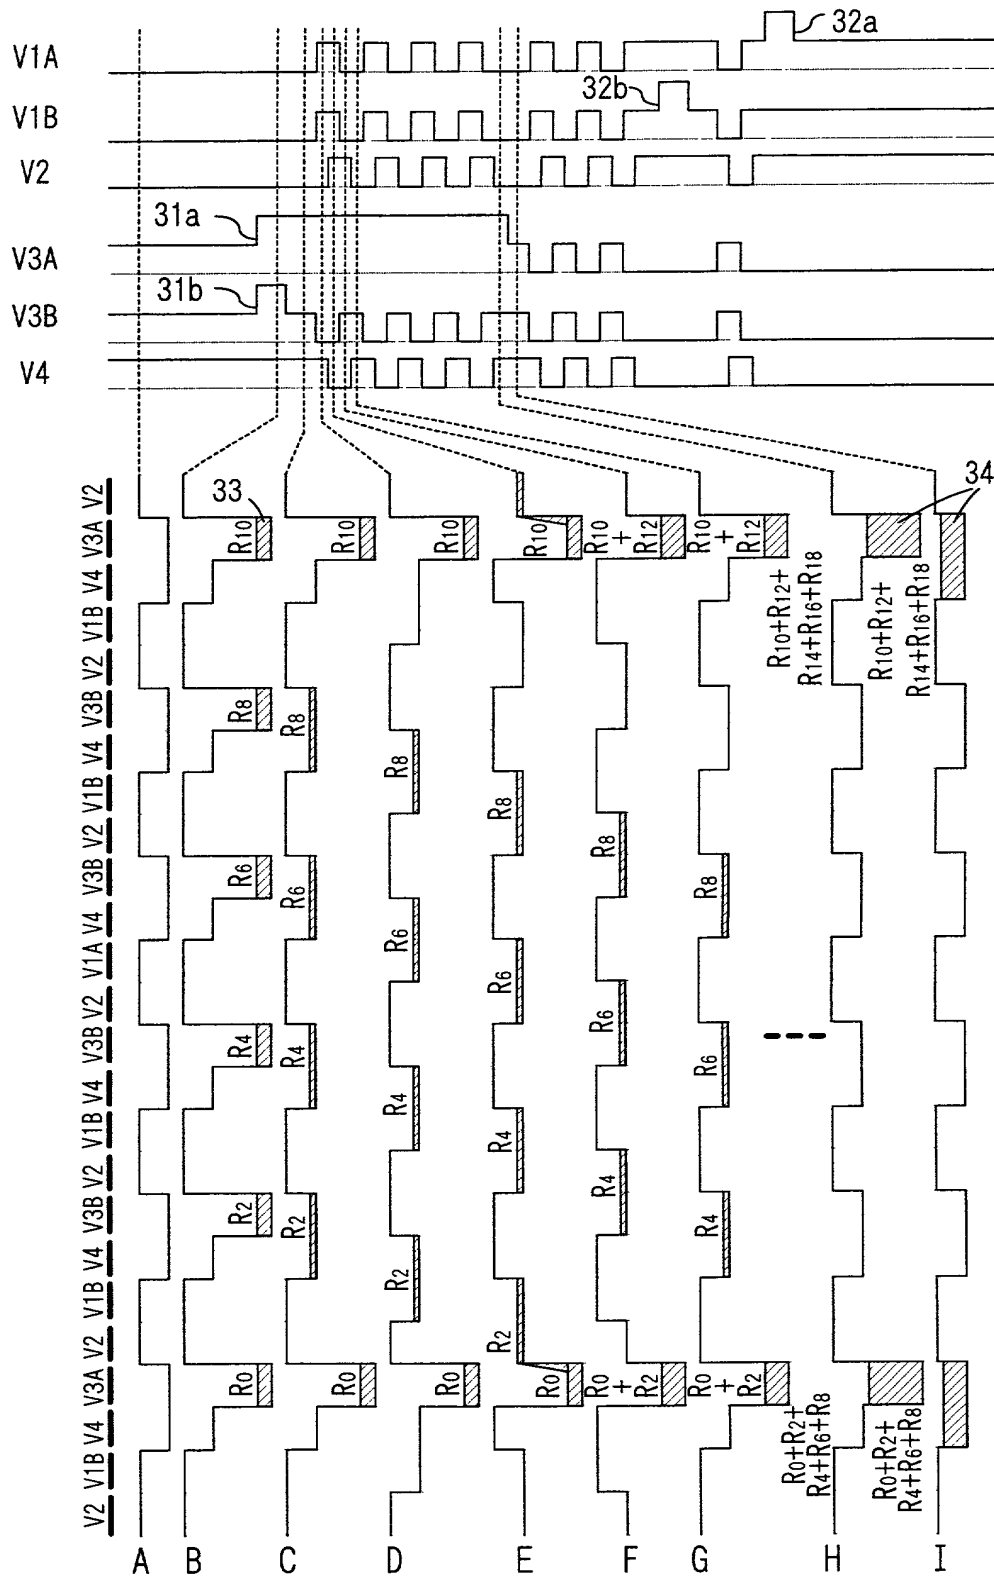 V1A
32a
V1B
32b
V2
31a
V3A
31b
V3B
V4
V2
V3A
V4
V1B
V2
V3B
V4
V1B
V2
V3B
V4
V1A
V2
V3B
V4
V1B
V2
V3B
V4
V1B
V2
V3A
V4
V1B
V2
33
34
R10
R8
R6
R4
R2
R0
R10
R8
R6
R4
R2
R0
R10
R8
R6
R4
R2
R0
R10
R8
R6
R4
R2
R0
R10
+
R12
R8
R6
R4
R0
+
R2
R10
+
R12
R8
R6
R4
R0
+
R2
R10+R12+
R14+R16+R18
R0+R2+
R4+R6+R8
R10+R12+
R14+R16+R18
R0+R2+
R4+R6+R8
A B C D E F G H I